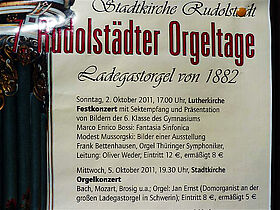 Stadtkirche Rudolstadt
7. Rudolstädter Orgeltage
Ladegastorgel von 1882
Sonntag, 2. Oktober 2011, 17.00 Uhr, Lutherkirche
Festkonzert mit Sektempfang und Präsentation
von Bildern der 6. Klasse des Gymnasiums
Marco Enrico Bossi: Fantasia Sinfonica
Modest Mussorgski: Bilder einer Ausstellung
Frank Bettenhausen, Orgel Thüringer Symphoniker,
Leitung: Oliver Weder; Eintritt 12 €, ermäßigt 8 €
Mittwoch, 5. Oktober 2011, 19.30 Uhr, Stadtkirche
Orgelkonzert
Bach, Mozart, Brosig u.a.; Orgel: Jan Ernst (Domorganist an der
großen Ladegastorgel in Schwerin); Eintritt 8 €, ermäßigt 5 €